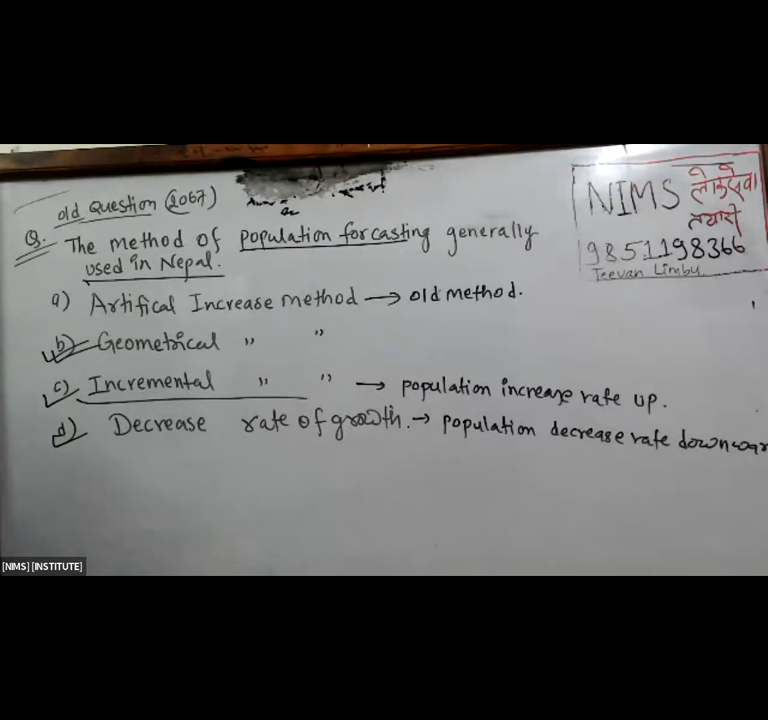 old Question (2067)
Q. The method of population forcasting generally
used in Nepal.
a) Artifical Increase method → old method.
b) Geometrical " "
c) Incremental " " → population increase rate up.
d) Decrease rate of growth. → population decrease rate downwar
NIMS लोकसेवा
तयारी
9851198366
Jeevan Limbu
[NIMS] [INSTITUTE]